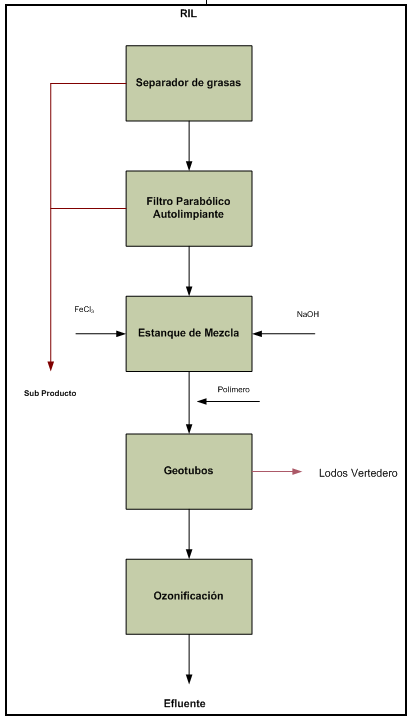 RIL
Separador de grasas
Filtro Parabólico
Autolimpiante
FeCl₃
NaOH
Estanque de Mezcla
Sub Producto
Polímero
Geotubos
Lodos Vertedero
Ozonificación
Efluente